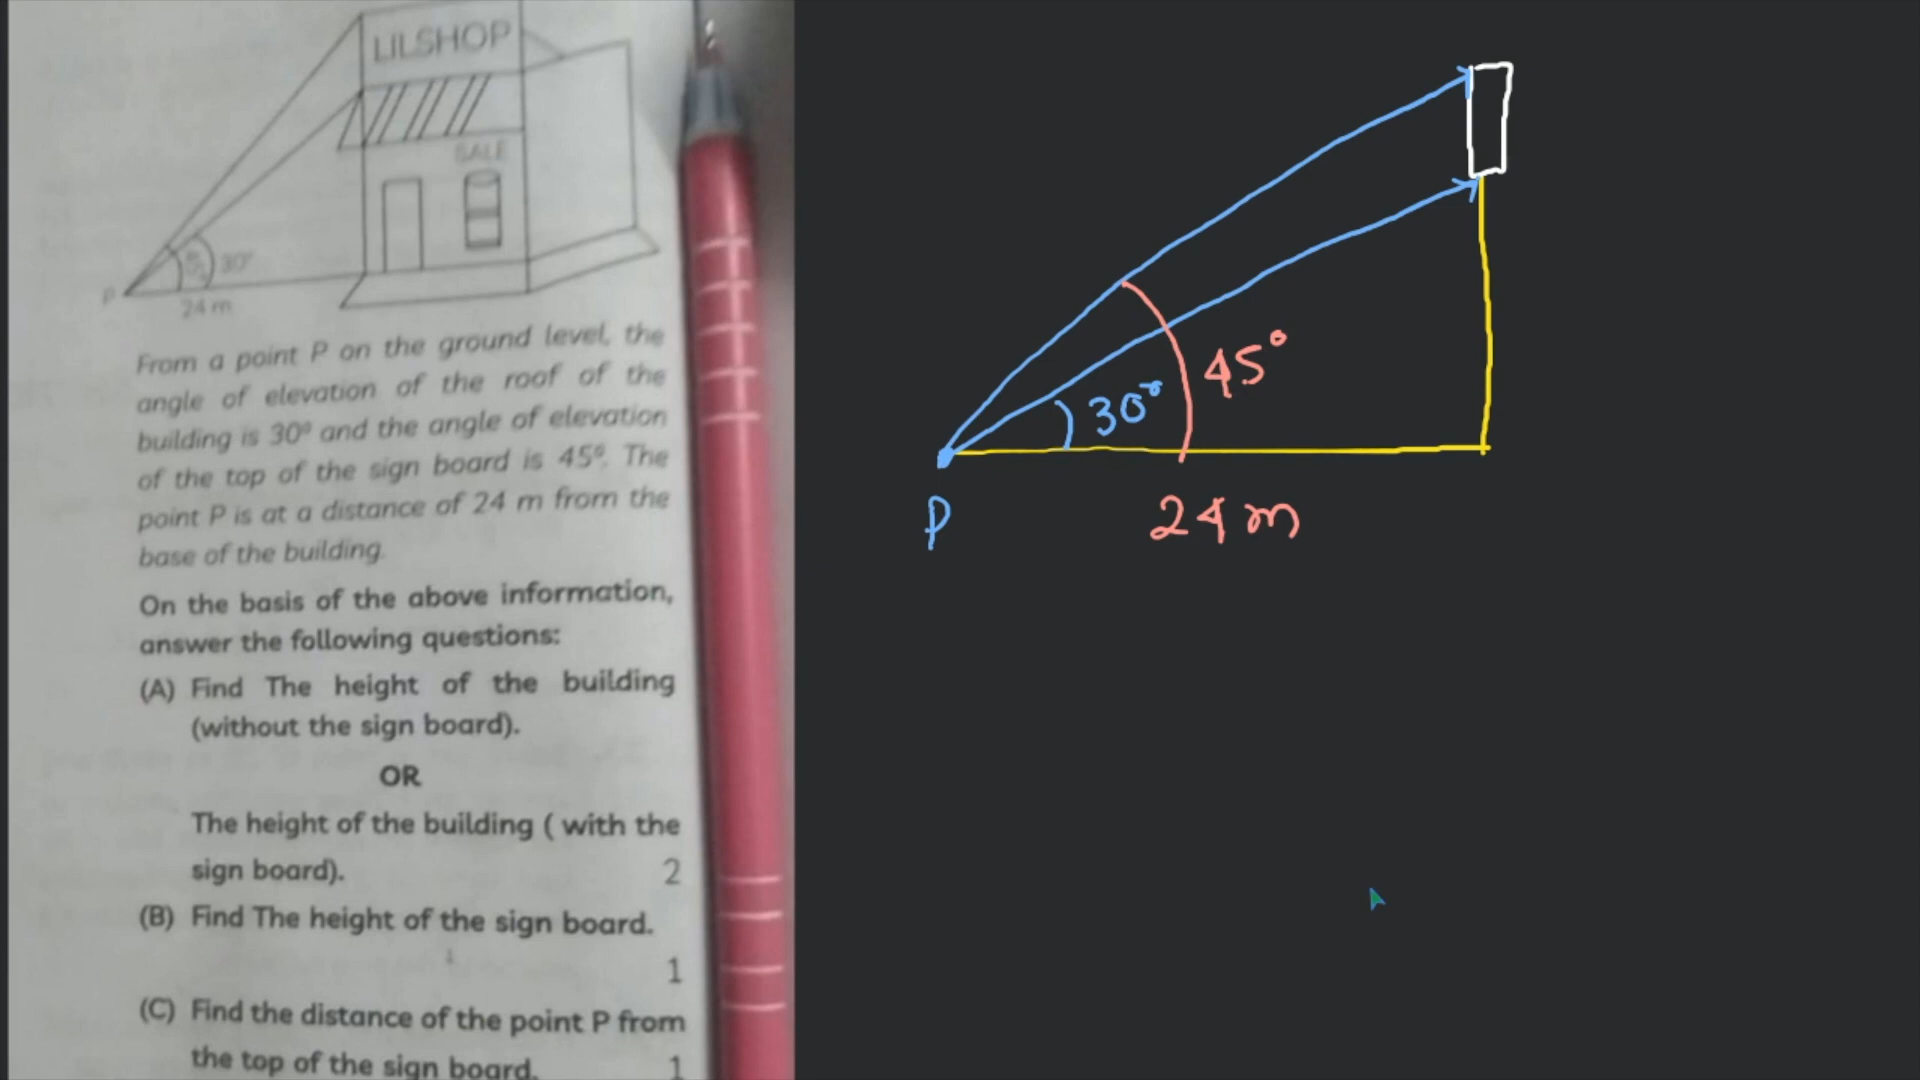 LILSHOP
SALE
30°
P
24 m
From a point P on the ground level, the
angle of elevation of the roof of the
building is 30° and the angle of elevation
of the top of the sign board is 45°. The
point P is at a distance of 24 m from the
base of the building.
On the basis of the above information,
answer the following questions:
(A) Find The height of the building
(without the sign board).
OR
The height of the building ( with the
sign board). 2
(B) Find The height of the sign board.
1
(C) Find the distance of the point P from
the top of the sign board. 1
45°
30°
P
24 m